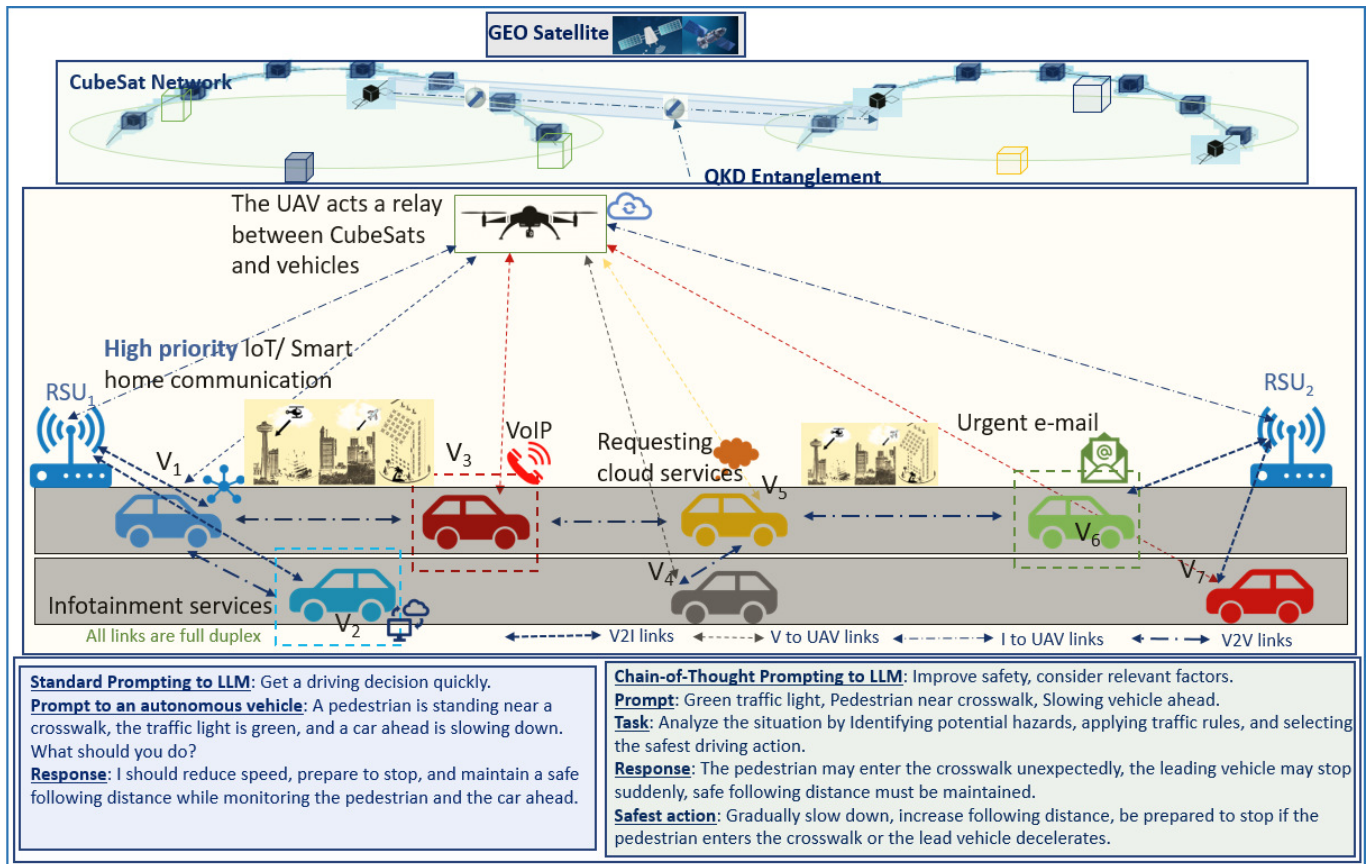 GEO Satellite
CubeSat Network
QKD Entanglement
The UAV acts a relay
between CubeSats
and vehicles
High priority IoT/ Smart
home communication
RSU1
RSU2
V1
V3
VoIP
Requesting
cloud services
V5
Urgent e-mail
@
V6
V4
V7
Infotainment services
V2
All links are full duplex
V2I links
V to UAV links
I to UAV links
V2V links
Standard Prompting to LLM: Get a driving decision quickly.
Prompt to an autonomous vehicle: A pedestrian is standing near a
crosswalk, the traffic light is green, and a car ahead is slowing down.
What should you do?
Response: I should reduce speed, prepare to stop, and maintain a safe
following distance while monitoring the pedestrian and the car ahead.
Chain-of-Thought Prompting to LLM: Improve safety, consider relevant factors.
Prompt: Green traffic light, Pedestrian near crosswalk, Slowing vehicle ahead.
Task: Analyze the situation by Identifying potential hazards, applying traffic rules, and selecting
the safest driving action.
Response: The pedestrian may enter the crosswalk unexpectedly, the leading vehicle may stop
suddenly, safe following distance must be maintained.
Safest action: Gradually slow down, increase following distance, be prepared to stop if the
pedestrian enters the crosswalk or the lead vehicle decelerates.